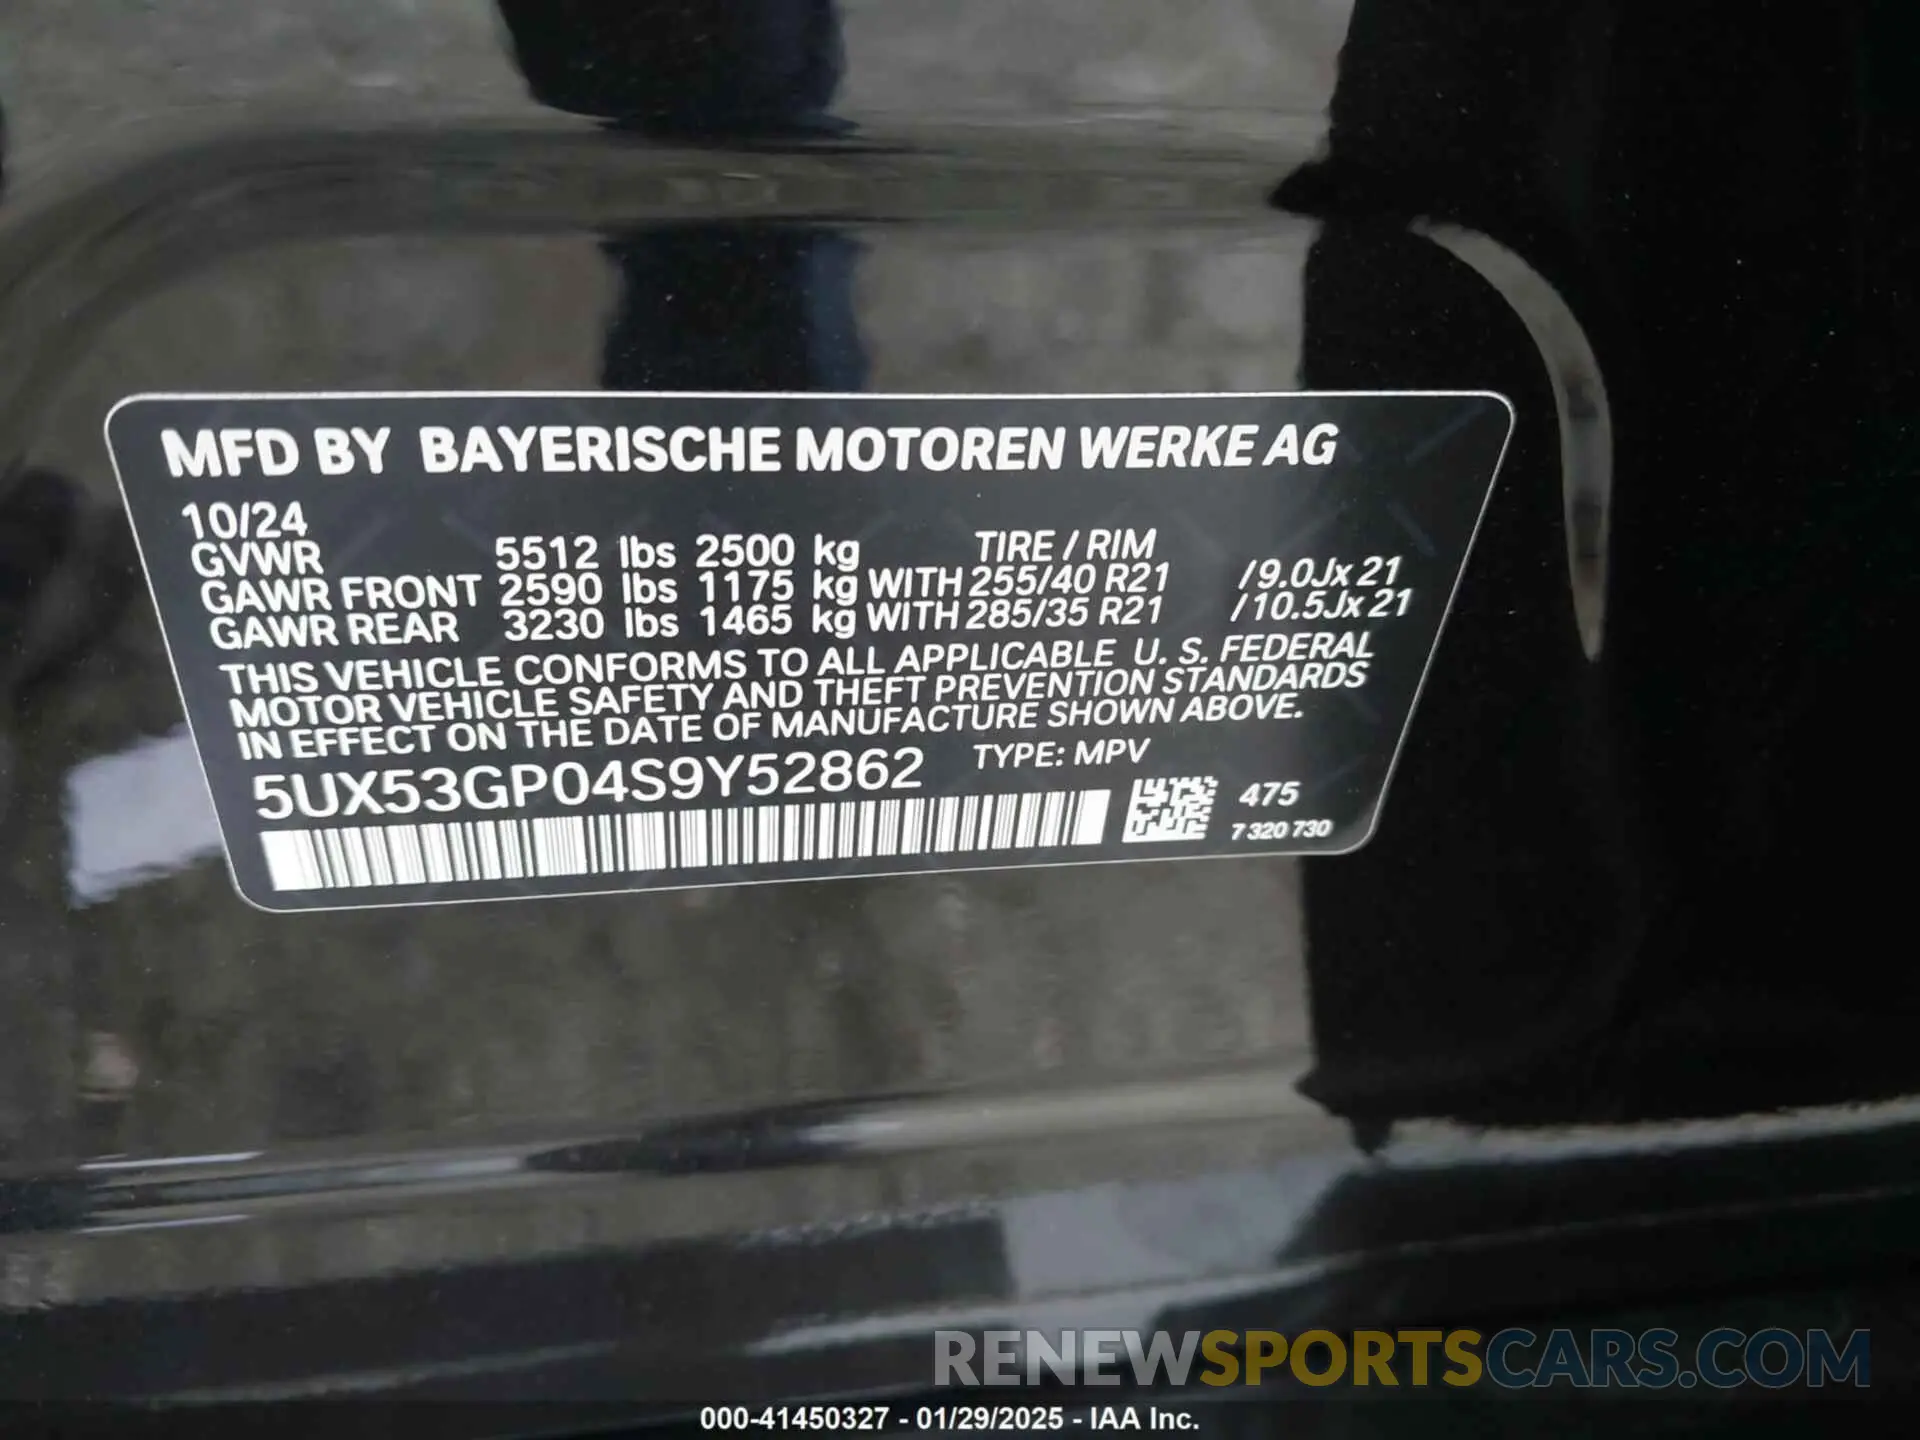 MFD BY BAYERISCHE MOTOREN WERKE AG
10/24
GVWR 5512 lbs 2500 kg TIRE / RIM
GAWR FRONT 2590 lbs 1175 kg WITH 255/40 R21 /9.0Jx21
GAWR REAR 3230 lbs 1465 kg WITH 285/35 R21 /10.5Jx21
THIS VEHICLE CONFORMS TO ALL APPLICABLE U. S. FEDERAL
MOTOR VEHICLE SAFETY AND THEFT PREVENTION STANDARDS
IN EFFECT ON THE DATE OF MANUFACTURE SHOWN ABOVE.
5UX53GP04S9Y52862 TYPE: MPV
475
7 320 730
RENEWSPORTSCARS.COM
000-41450327 - 01/29/2025 - IAA Inc.